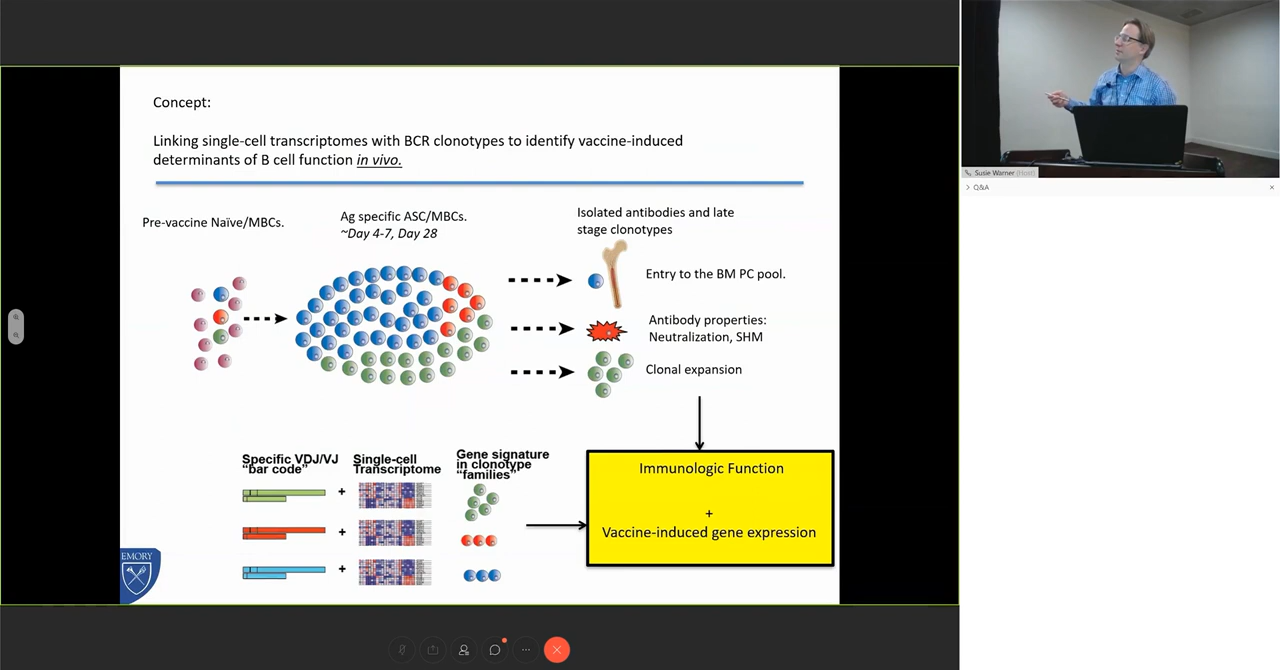 Concept:
Linking single-cell transcriptomes with BCR clonotypes to identify vaccine-induced
determinants of B cell function in vivo.
Pre-vaccine Naïve/MBCs.
Ag specific ASC/MBCs.
~Day 4-7, Day 28
Isolated antibodies and late
stage clonotypes
Entry to the BM PC pool.
Antibody properties:
Neutralization, SHM
Clonal expansion
Specific VDJ/VJ
"bar code"
Single-cell
Transcriptome
Gene signature
in clonotype
"families"
+
+
+
Immunologic Function
+
Vaccine-induced gene expression
EMORY
Susie Warner (Host)
Q&A